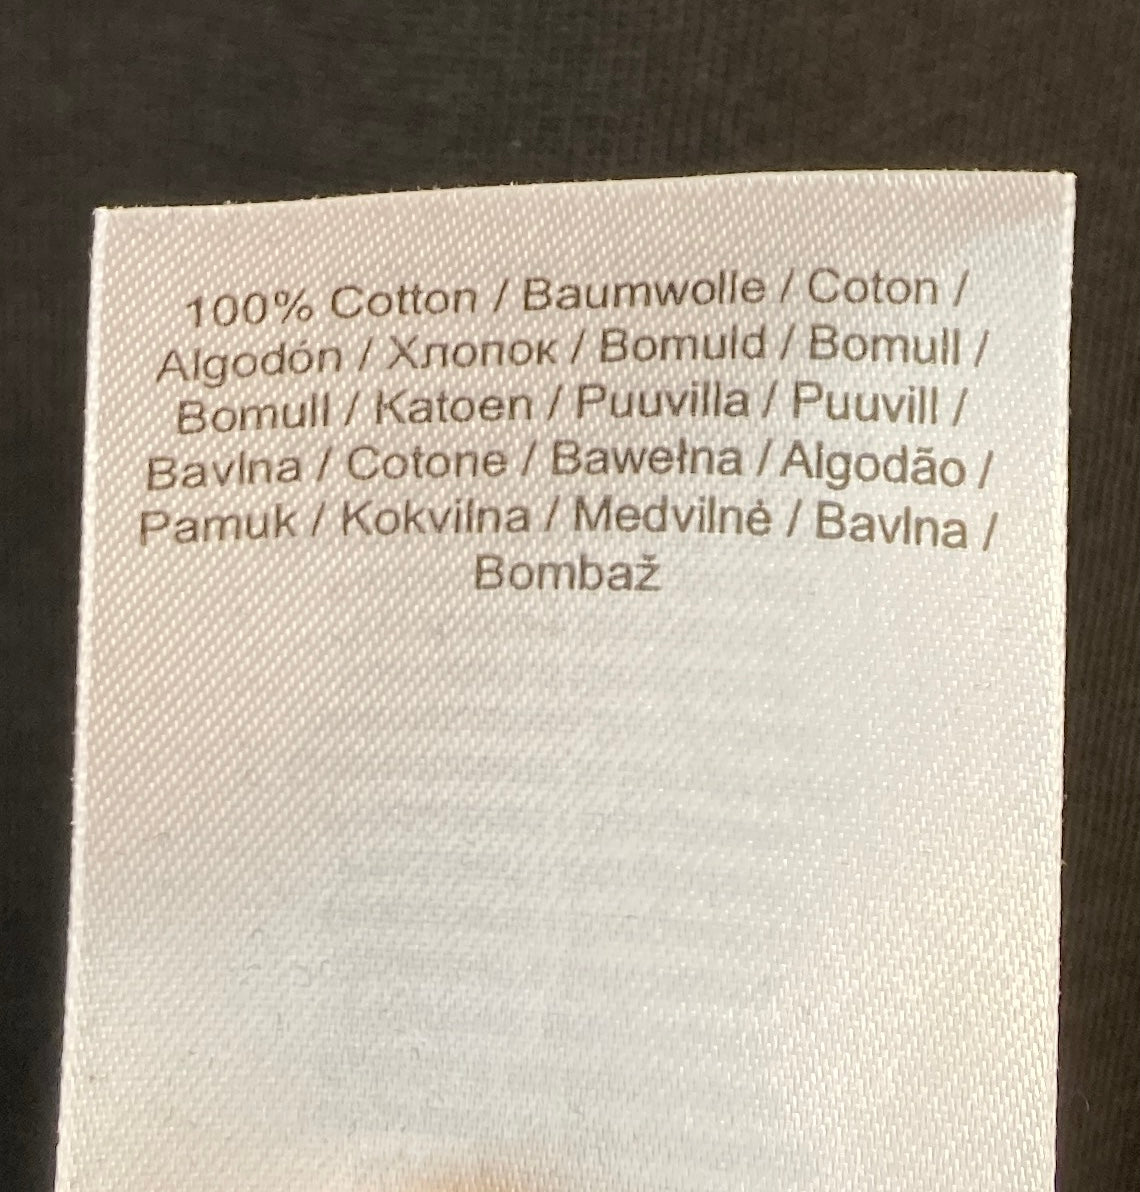 100% Cotton / Baumwolle / Coton /
Algodón / Хлопок / Bomuld / Bomull /
Bomull / Katoen / Puuvilla / Puuvill /
Bavlna / Cotone / Bawełna / Algodão /
Pamuk / Kokvilna / Medvilnė / Bavlna /
Bombaž